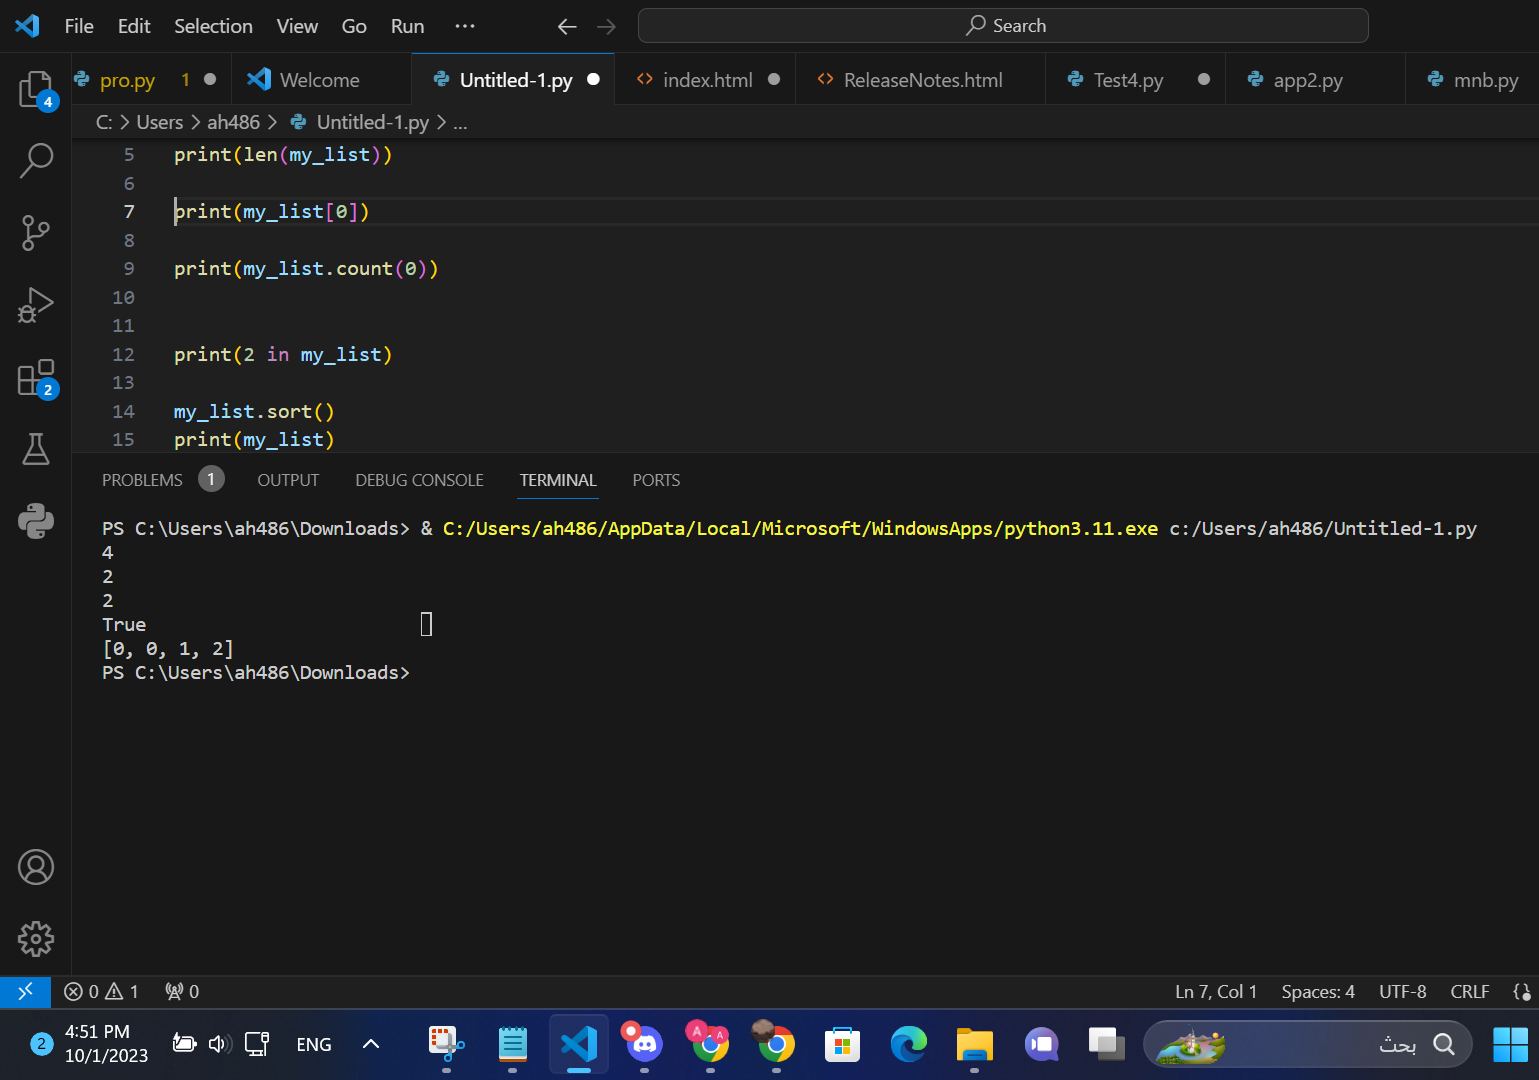 File Edit Selection View Go Run ··· Search
pro.py 1 Welcome Untitled-1.py index.html ReleaseNotes.html Test4.py app2.py mnb.py
C: > Users > ah486 > Untitled-1.py > ...
4
5 print(len(my_list))
6
7 print(my_list[0])
8
9 print(my_list.count(0))
10
11
12 print(2 in my_list)
13
14 my_list.sort()
15 print(my_list)
2
PROBLEMS 1 OUTPUT DEBUG CONSOLE TERMINAL PORTS
PS C:\Users\ah486\Downloads> & C:/Users/ah486/AppData/Local/Microsoft/WindowsApps/python3.11.exe c:/Users/ah486/Untitled-1.py
4
2
2
True
[0, 0, 1, 2]
PS C:\Users\ah486\Downloads>
0 1 0 Ln 7, Col 1 Spaces: 4 UTF-8 CRLF {}
2 4:51 PM
10/1/2023
ENG
A A
بحث